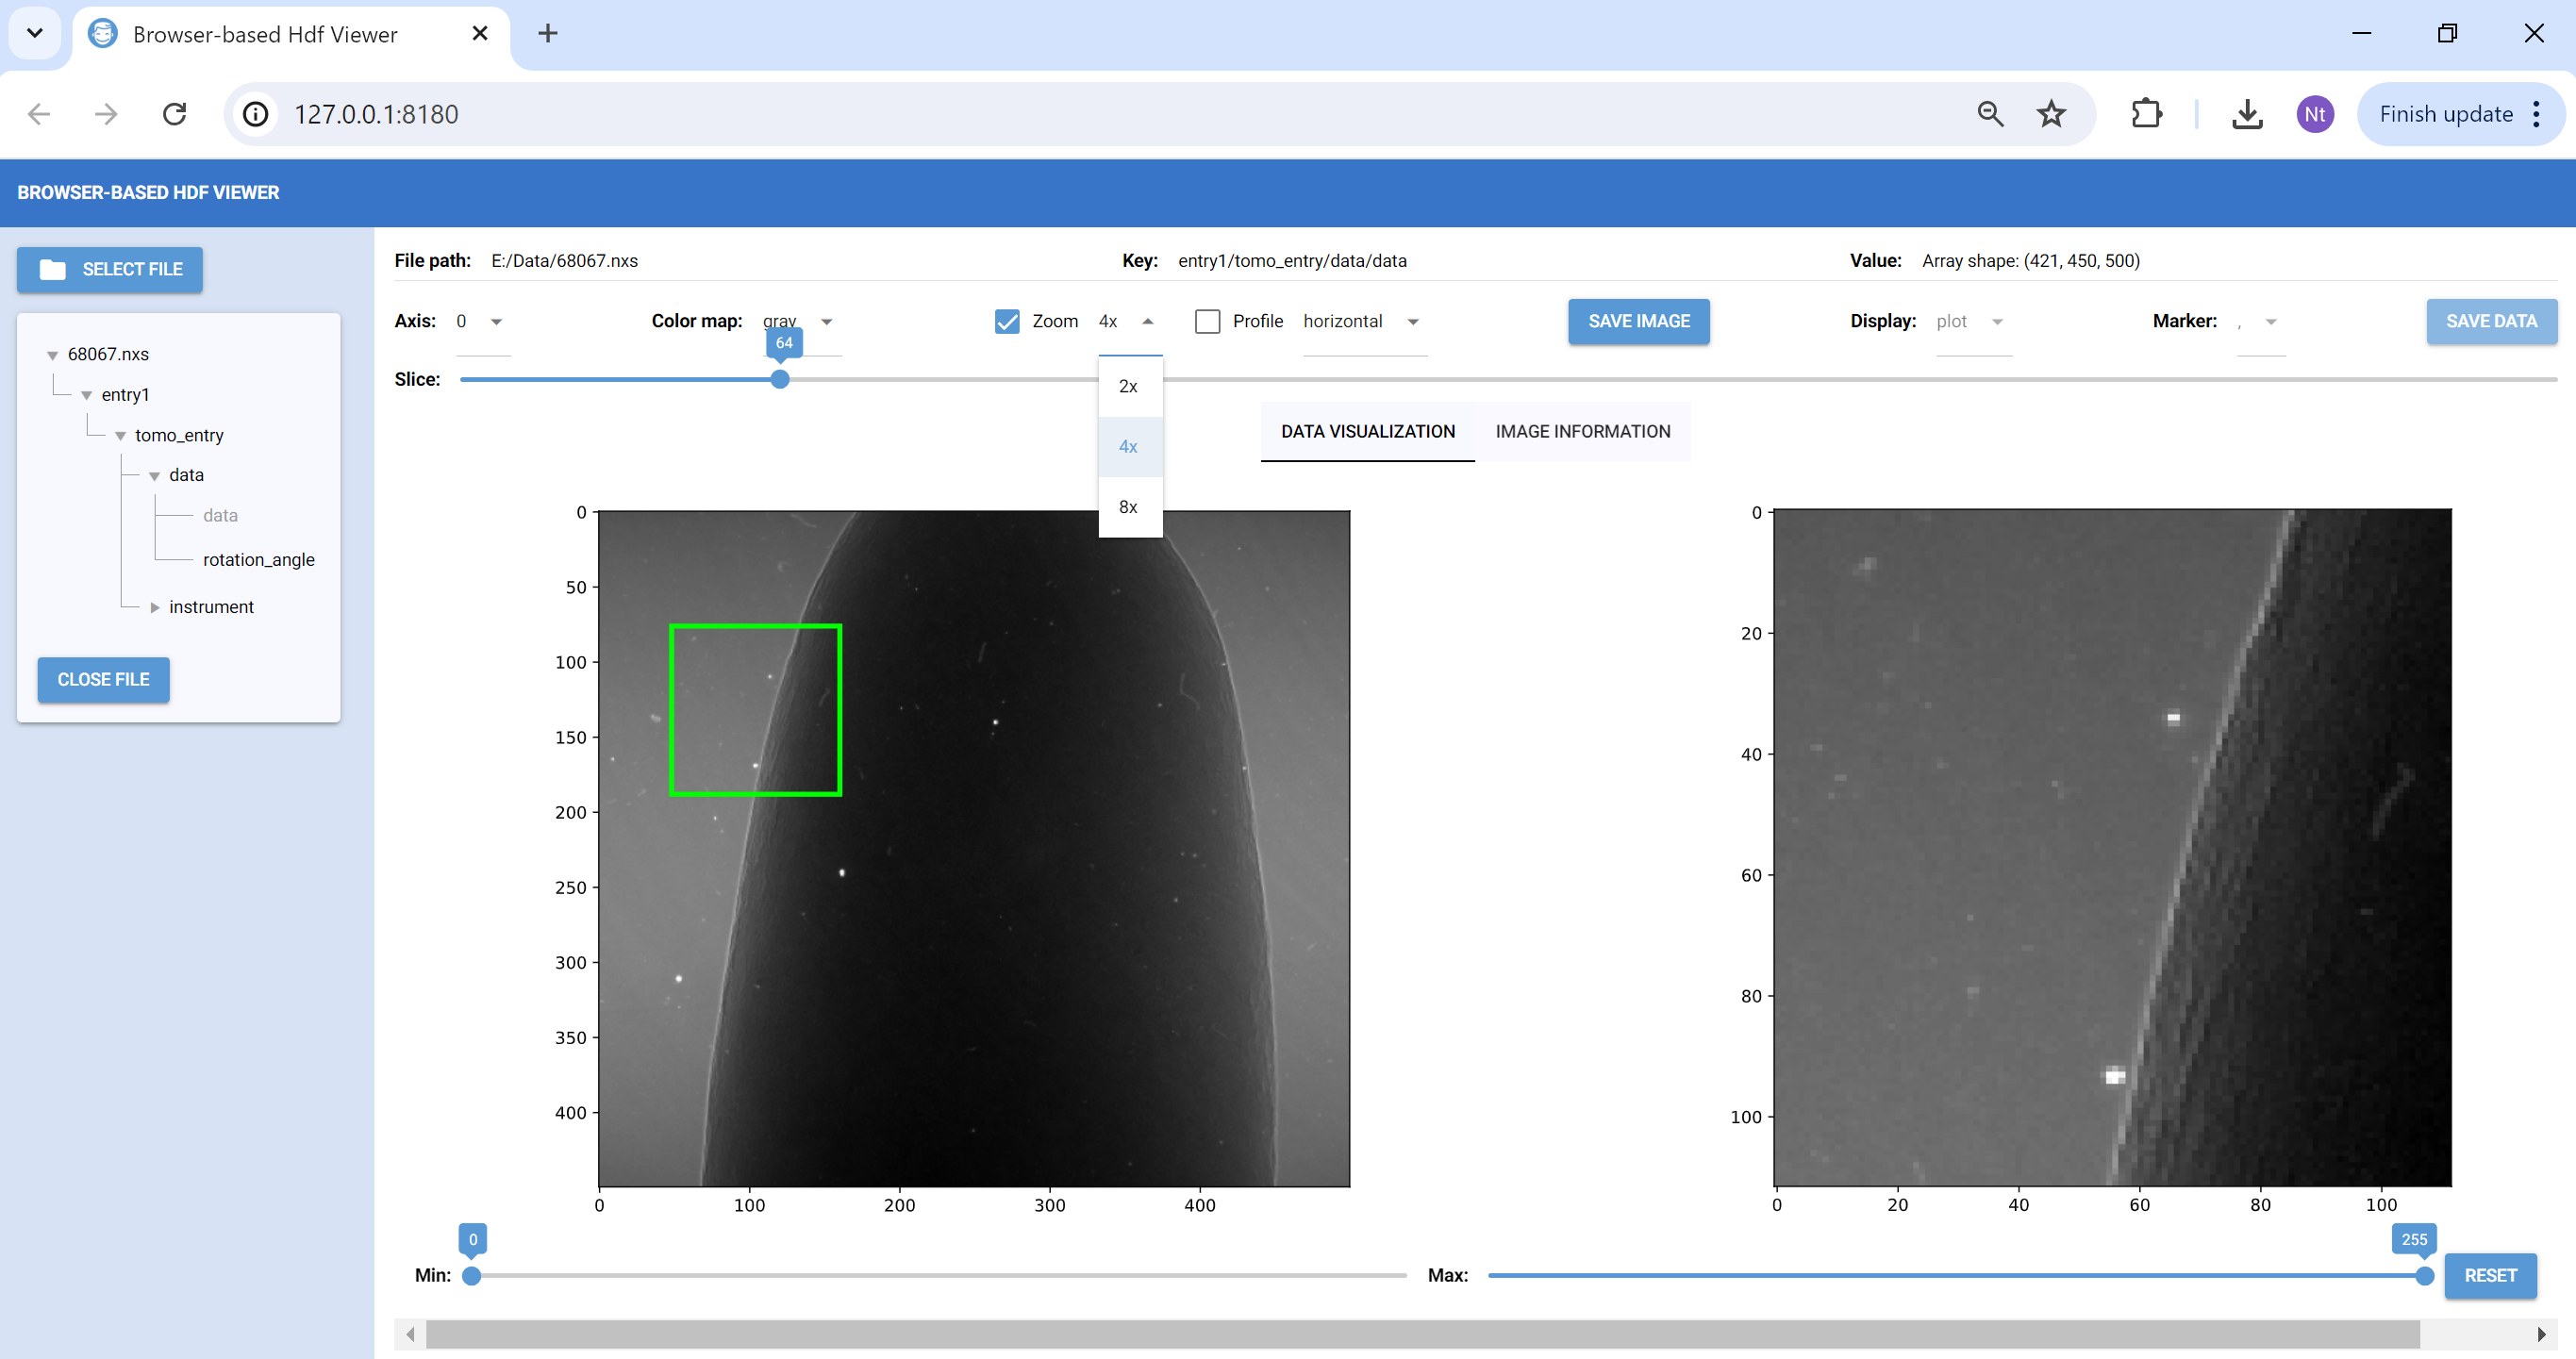 Browser-based Hdf Viewer
127.0.0.1:8180
Nt
Finish update
BROWSER-BASED HDF VIEWER
SELECT FILE
68067.nxs
entry1
tomo_entry
data
data
rotation_angle
instrument
CLOSE FILE
File path: E:/Data/68067.nxs Key: entry1/tomo_entry/data/data Value: Array shape: (421, 450, 500)
Axis: 0 Color map: gray Zoom 4x Profile horizontal SAVE IMAGE Display: plot Marker: , SAVE DATA
64
Slice:
2x
4x
8x
DATA VISUALIZATION IMAGE INFORMATION
0
50
100
150
200
250
300
350
400
0 100 200 300 400
0
20
40
60
80
100
0 20 40 60 80 100
0
255
Min: Max: RESET